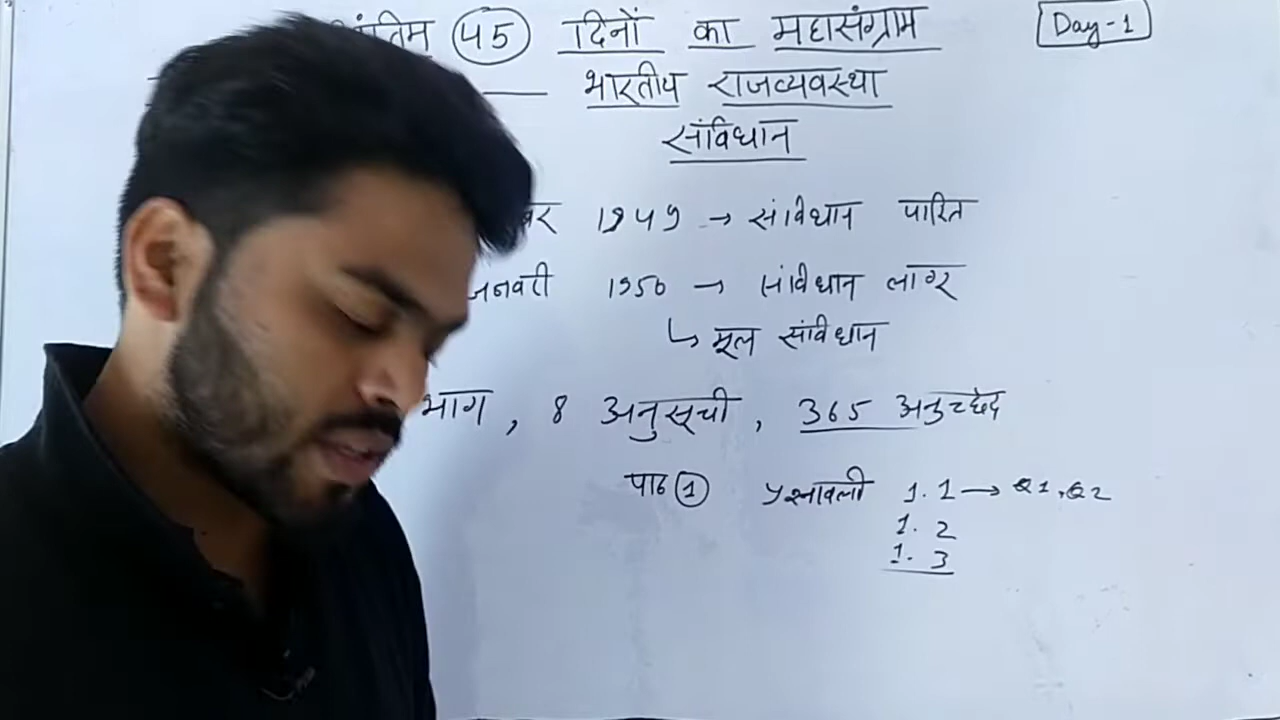 45 दिनों का महासंग्राम
Day-1
भारतीय राजव्यवस्था
संविधान
1949 → संविधान पारित
जनवरी 1950 → संविधान लागू
↳ मूल संविधान
भाग, 8 अनुसूची, 365 अनुच्छेद
पाठ 1 प्रश्नावली 1.1 → Q1, Q2
1.2
1.3